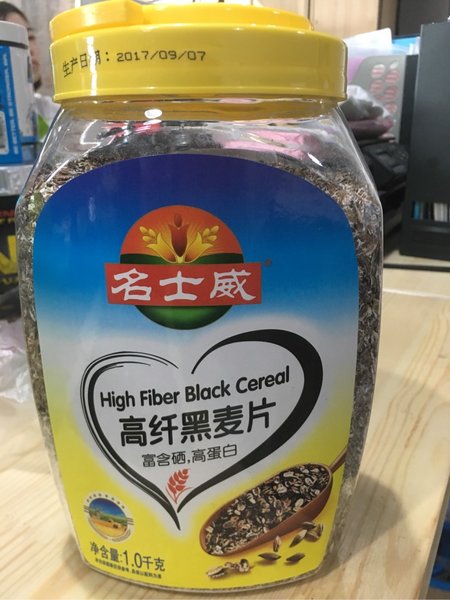 生产日期:2017/09/07
名士威
High Fiber Black Cereal
高纤黑麦片
富含硒,高蛋白
净含量:1.0千克